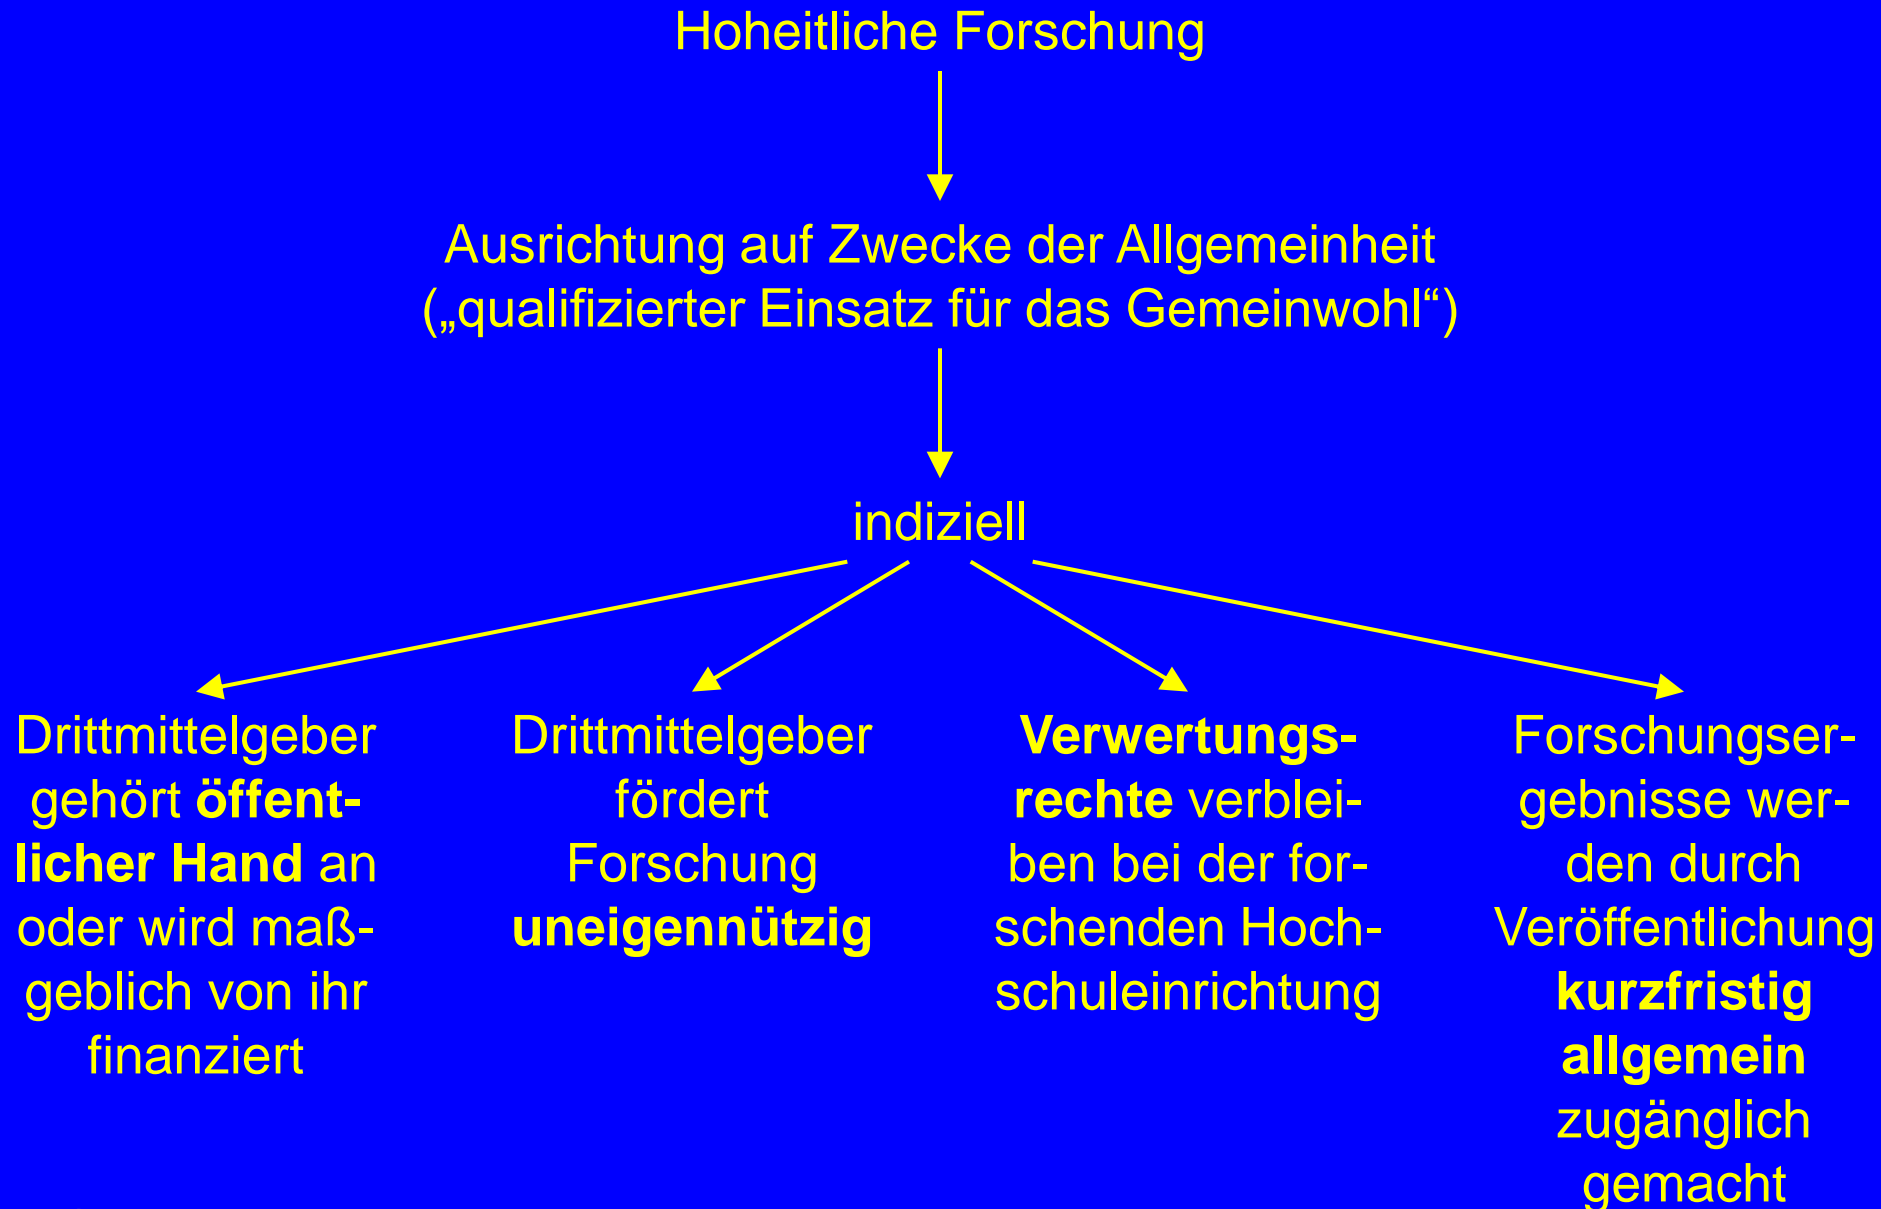 Hoheitliche Forschung
Ausrichtung auf Zwecke der Allgemeinheit
(„qualifizierter Einsatz für das Gemeinwohl“)
indiziell
Drittmittelgeber
gehört öffent-
licher Hand an
oder wird maß-
geblich von ihr
finanziert
Drittmittelgeber
fördert
Forschung
uneigennützig
Verwertungs-
rechte verblei-
ben bei der for-
schenden Hoch-
schuleinrichtung
Forschungser-
gebnisse wer-
den durch
Veröffentlichung
kurzfristig
allgemein
zugänglich
gemacht